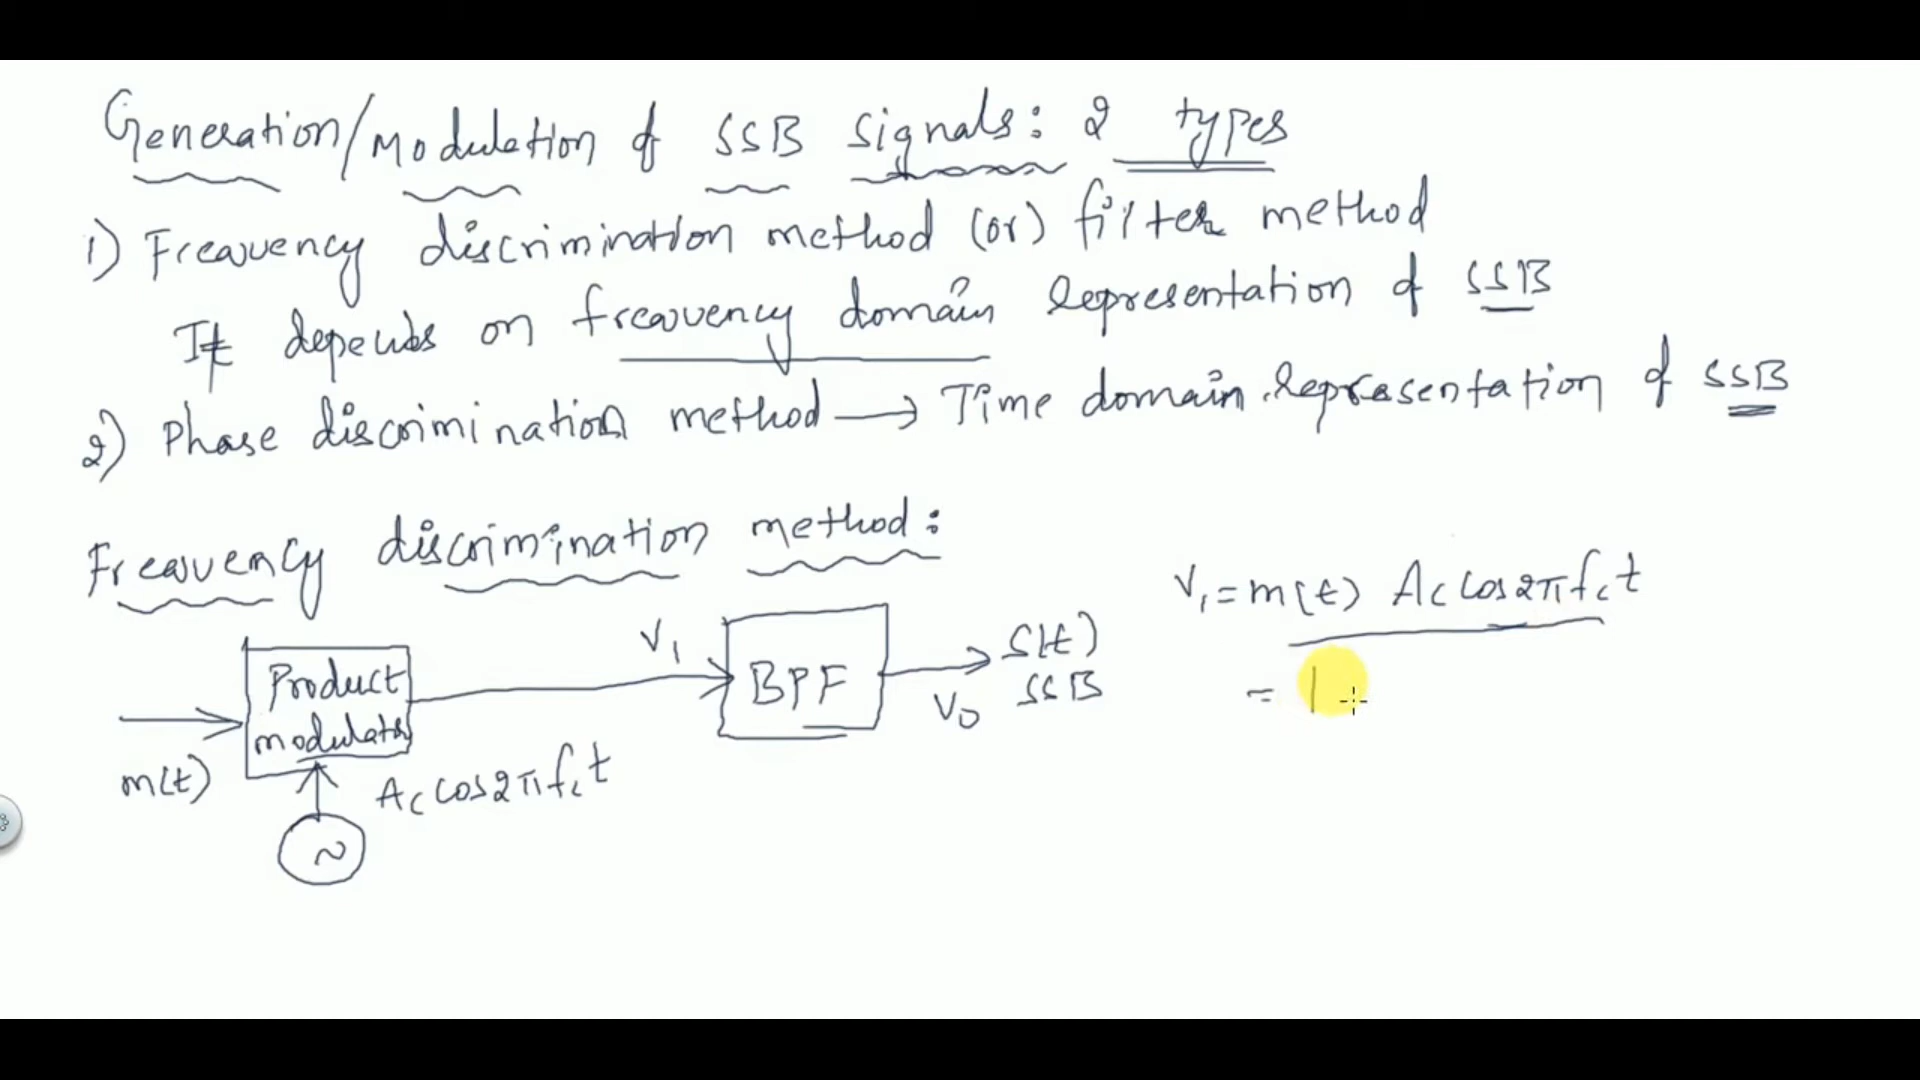 Generation/Modulation of SSB signals: 2 types
1) Frequency discrimination method (or) filter method
It depends on frequency domain representation of SSB
2) Phase discrimination method → Time domain representation of SSB
Frequency discrimination method:
V₁ = m(t) Ac cos2πfct
=
V₁
Product
modulator
BPF
S(t)
SSB
V₀
m(t)
Ac cos2πfct
~